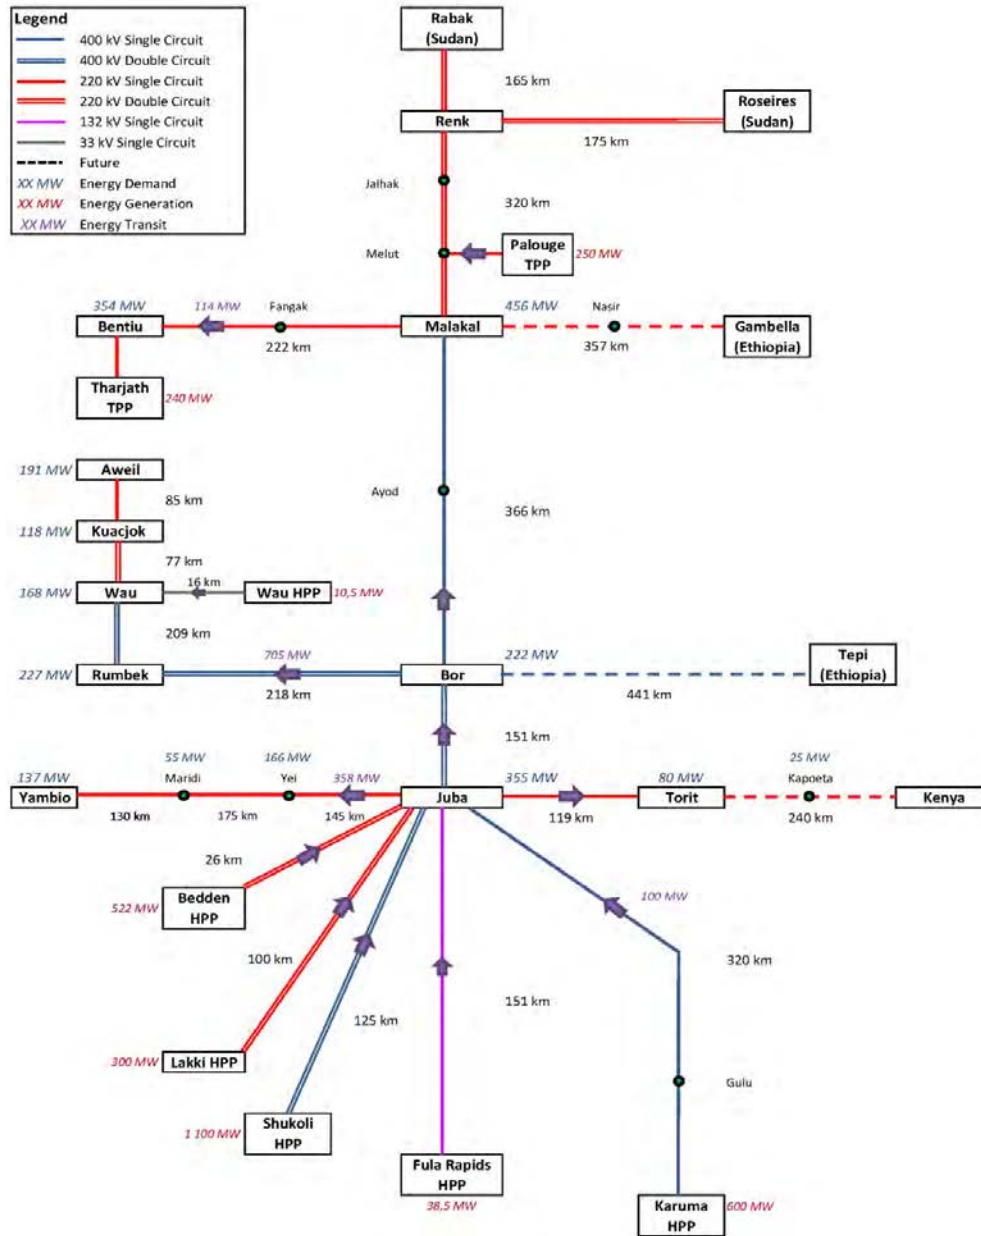 Legend
400 kV Single Circuit
400 kV Double Circuit
220 kV Single Circuit
220 kV Double Circuit
132 kV Single Circuit
33 kV Single Circuit
Future
XX MW Energy Demand
XX MW Energy Generation
XX MW Energy Transit
Rabak
(Sudan)
165 km
Renk
Roseires
(Sudan)
175 km
Jalhak
320 km
Melut
Palouge
TPP
250 MW
354 MW
114 MW
Fangak
456 MW
Nasir
Bentiu
Malakal
Gambella
(Ethiopia)
222 km
357 km
Tharjath
TPP
240 MW
191 MW
Aweil
85 km
Ayod
366 km
118 MW
Kuacjok
77 km
16 km
168 MW
Wau
Wau HPP
10,5 MW
209 km
705 MW
222 MW
Tepi
(Ethiopia)
227 MW
Rumbek
Bor
218 km
441 km
151 km
137 MW
55 MW
Maridi
166 MW
Yei
358 MW
355 MW
80 MW
25 MW
Kapoeta
Yambio
Juba
Torit
Kenya
130 km
175 km
145 km
119 km
240 km
26 km
Bedden
HPP
522 MW
100 MW
100 km
320 km
125 km
151 km
300 MW
Lakki HPP
Gulu
Shukoli
HPP
1 100 MW
Fula Rapids
HPP
38,5 MW
Karuma
HPP
600 MW